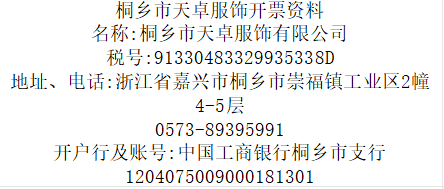 桐乡市天卓服饰开票资料
名称:桐乡市天卓服饰有限公司
税号:91330483329935338D
地址、电话:浙江省嘉兴市桐乡市崇福镇工业区2幢
4-5层
0573-89395991
开户行及账号:中国工商银行桐乡市支行
1204075009000181301